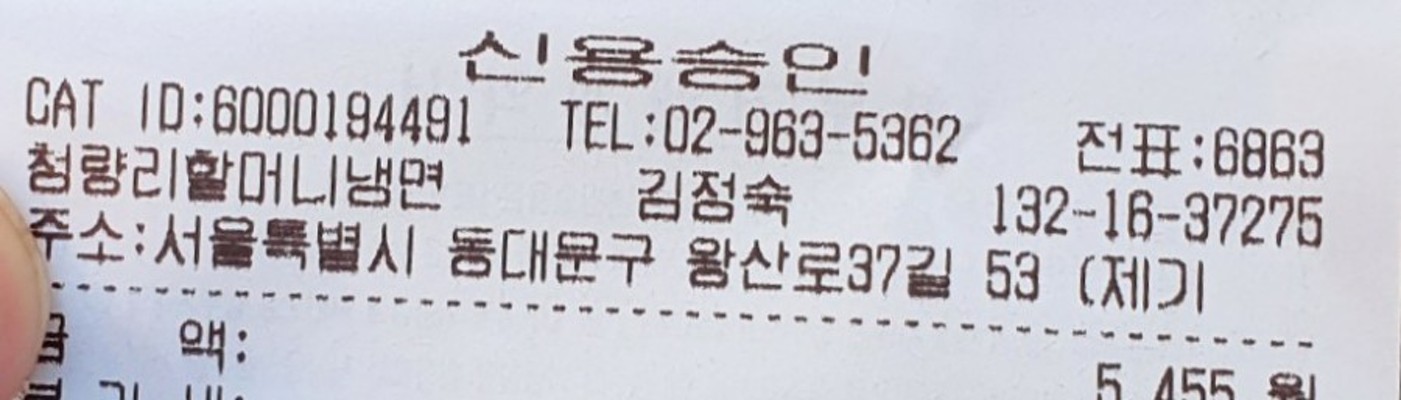 신용승인
CAT ID:6000194491 TEL:02-963-5362 전표:6863
청량리할머니냉면 김정숙 132-16-37275
주소:서울특별시 동대문구 왕산로37길 53 (제기
금 액: 5,455 원